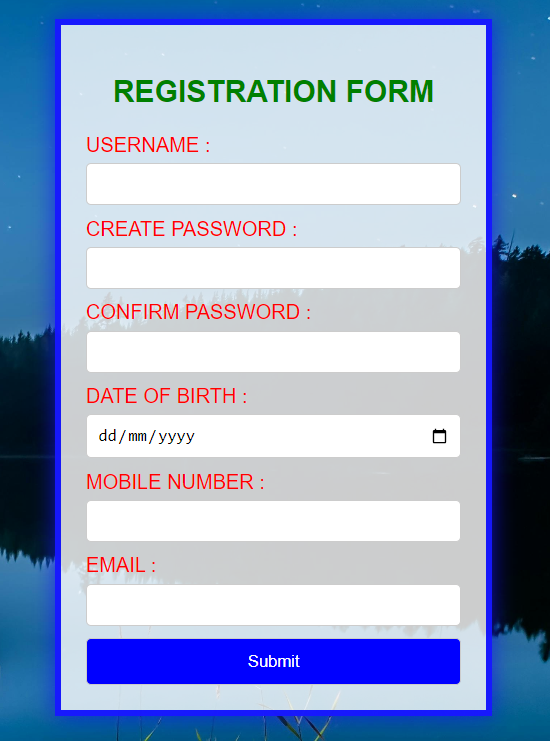 REGISTRATION FORM
USERNAME :
CREATE PASSWORD :
CONFIRM PASSWORD :
DATE OF BIRTH :
dd/mm/yyyy
MOBILE NUMBER :
EMAIL :
Submit